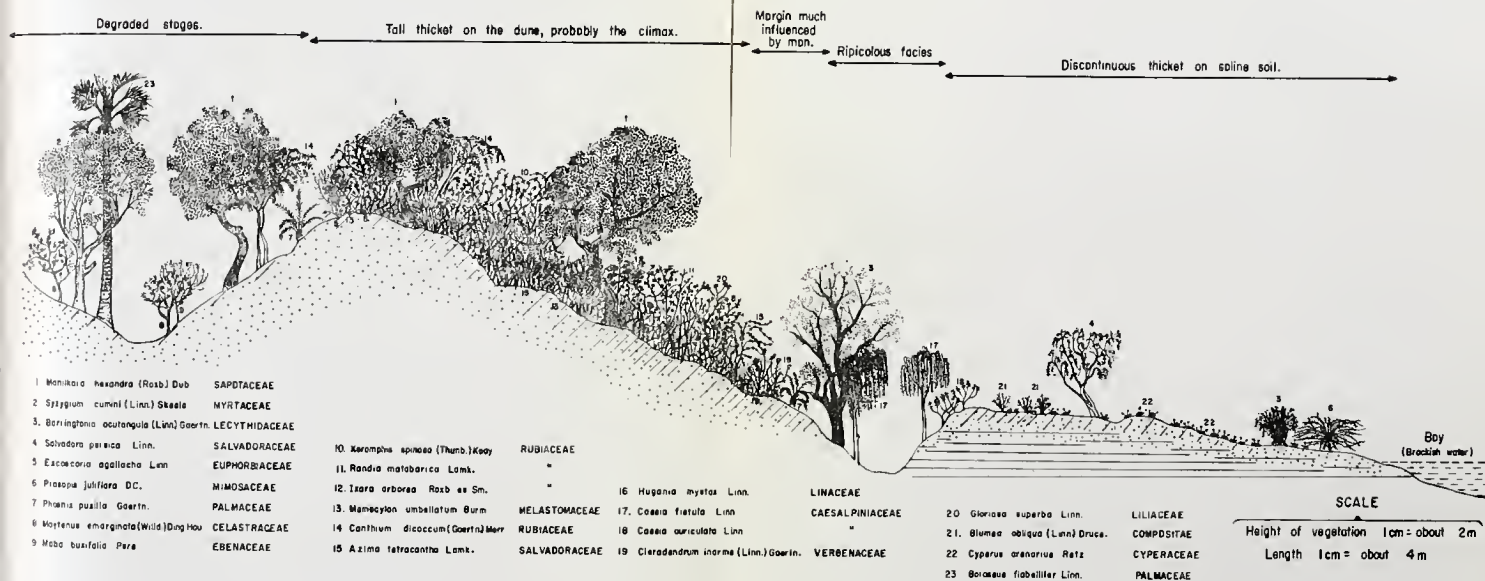 Degraded stages.
Tall thicket on the dune, probably the climax.
Margin much
influenced
by man.
Ripicolous facies
Discontinuous thicket on saline soil.
1 Manilkara hexandra (Roxb) Dub SAPOTACEAE
2 Syzygium cumini (Linn.) Skeels MYRTACEAE
3. Barringtonia acutangula (Linn) Gaertn. LECYTHIDACEAE
4 Salvadora persica Linn. SALVADORACEAE
5 Excoecaria agallocha Linn EUPHORBIACEAE
6 Prosopis juliflora DC. MIMOSACEAE
7 Phoenix pusilla Gaertn. PALMACEAE
8 Maytenus emarginata (Willd) Ding Hou CELASTRACEAE
9 Maba buxifolia Pers EBENACEAE
10. Xeromphis spinosa (Thunb.) Keay RUBIACEAE
11. Randia malabarica Lamk. "
12. Ixora arborea Roxb ex Sm. "
13. Memecylon umbellatum Burm MELASTOMACEAE
14 Canthium dicoccum (Gaertn) Merr RUBIACEAE
15 Azima tetracantha Lamk. SALVADORACEAE
16 Hugonia mystax Linn. LINACEAE
17. Cassia fistula Linn CAESALPINIACEAE
18 Cassia auriculata Linn "
19 Clerodendrum inerme (Linn.) Gaertn. VERBENACEAE
20 Gloriosa superba Linn. LILIACEAE
21. Blumea obliqua (Linn) Druce. COMPOSITAE
22 Cyperus arenarius Retz CYPERACEAE
23 Borassus flabellifer Linn. PALMACEAE
Bay
(Brackish water)
SCALE
Height of vegetation 1cm = about 2m
Length 1cm = about 4m